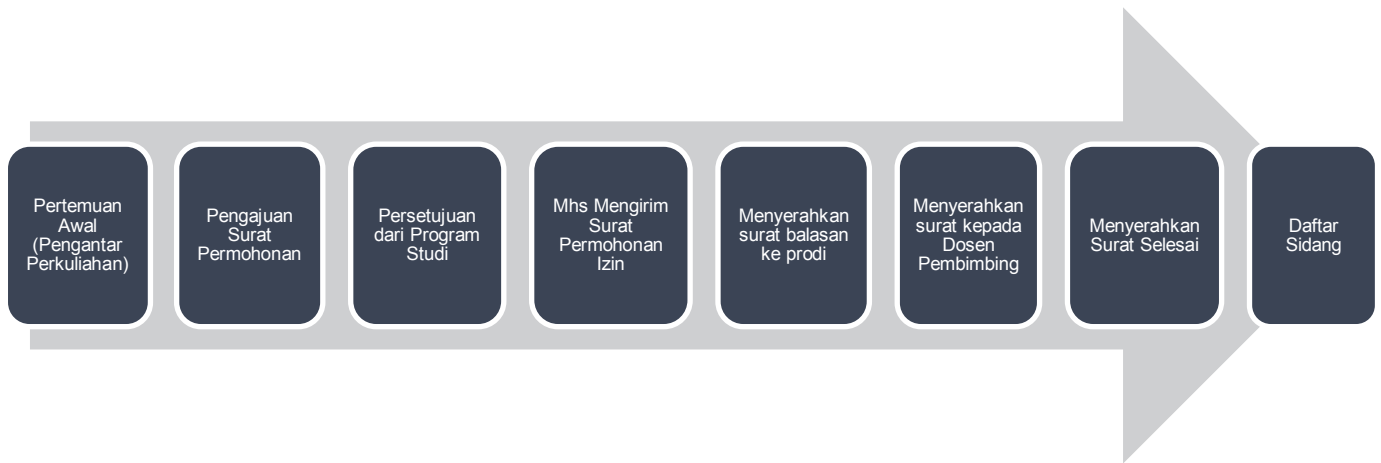 Pertemuan
Awal
(Pengantar
Perkuliahan)
Pengajuan
Surat
Permohonan
Persetujuan
dari Program
Studi
Mhs Mengirim
Surat
Permohonan
Izin
Menyerahkan
surat balasan
ke prodi
Menyerahkan
surat kepada
Dosen
Pembimbing
Menyerahkan
Surat Selesai
Daftar
Sidang